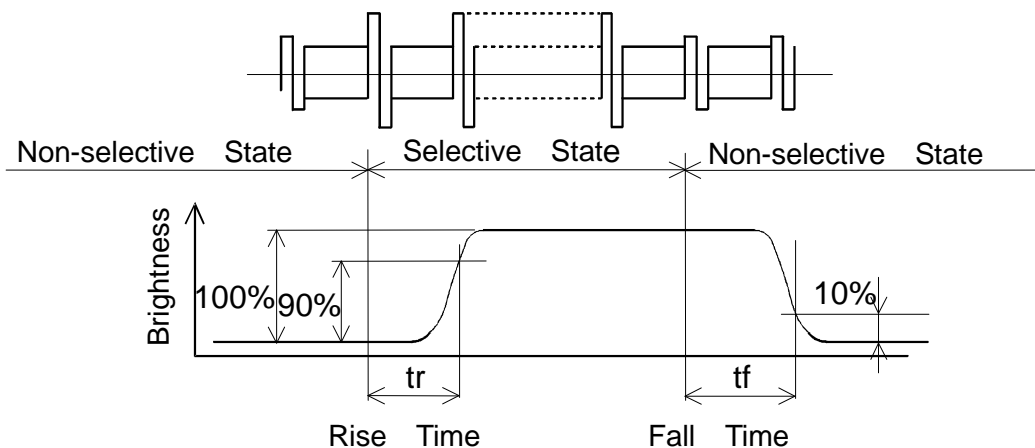 Non-selective State Selective State Non-selective State
Brightness
100% 90% 10%
tr tf
Rise Time Fall Time